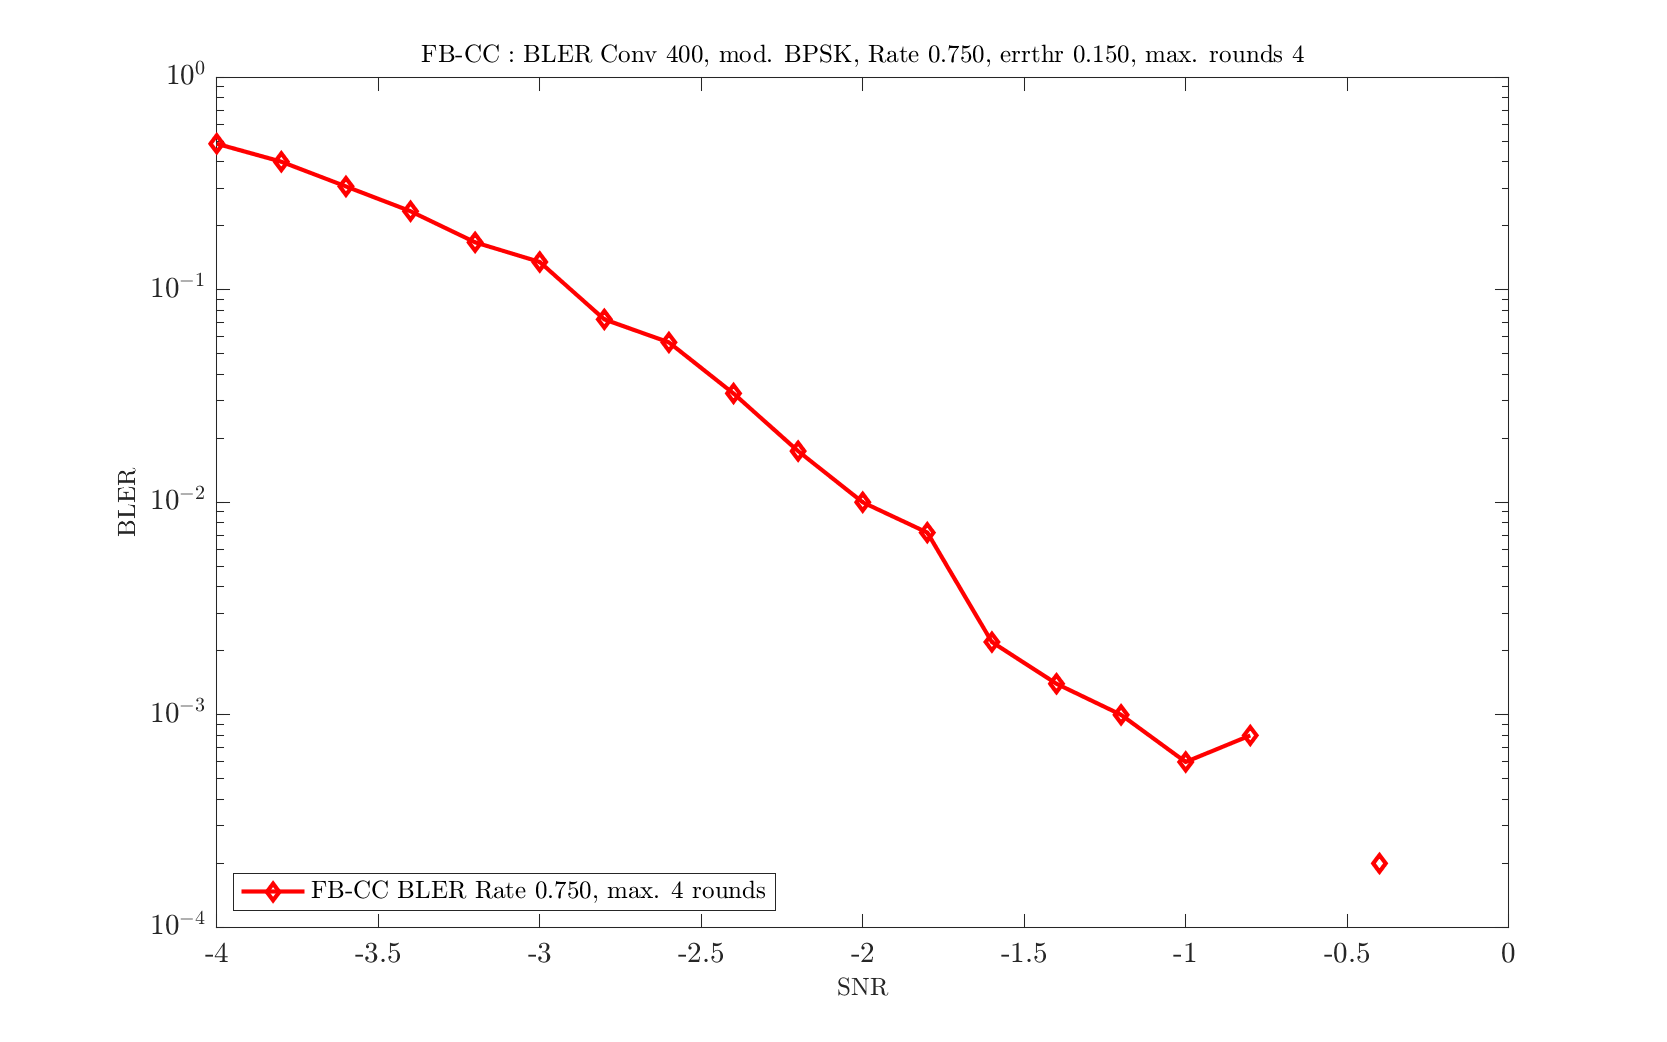 FB-CC : BLER Conv 400, mod. BPSK, Rate 0.750, errthr 0.150, max. rounds 4
10⁰
10⁻¹
10⁻²
10⁻³
10⁻⁴
BLER
FB-CC BLER Rate 0.750, max. 4 rounds
-4 -3.5 -3 -2.5 -2 -1.5 -1 -0.5 0
SNR